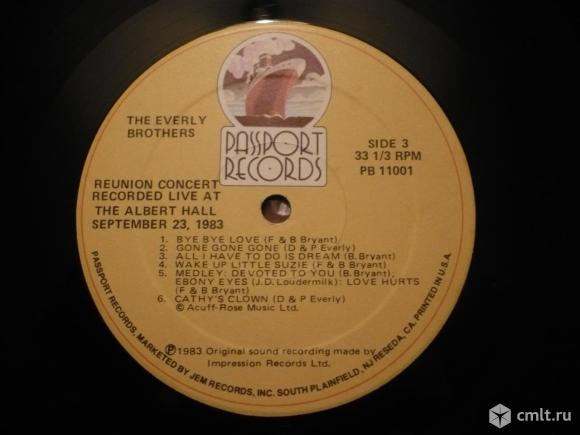 PASSPORT
RECORDS
THE EVERLY
BROTHERS
SIDE 3
33 1/3 RPM
PB 11001
REUNION CONCERT
RECORDED LIVE AT
THE ALBERT HALL
SEPTEMBER 23, 1983
1. BYE BYE LOVE (F & B Bryant)
2. GONE GONE GONE (D & P Everly)
3. ALL I HAVE TO DO IS DREAM (B. Bryant)
4. WAKE UP LITTLE SUZIE (F & B Bryant)
5. MEDLEY: DEVOTED TO YOU (B. Bryant);
EBONY EYES (J.D. Loudermilk): LOVE HURTS
(F & B Bryant)
6. CATHY'S CLOWN (D & P Everly)
© Acuff-Rose Music Ltd.
℗1983 Original sound recording made by
Impression Records Ltd.
PASSPORT RECORDS, MARKETED BY JEM RECORDS, INC. SOUTH PLAINFIELD, NJ RESEDA, CA. PRINTED IN U.S.A.
cmlt.ru